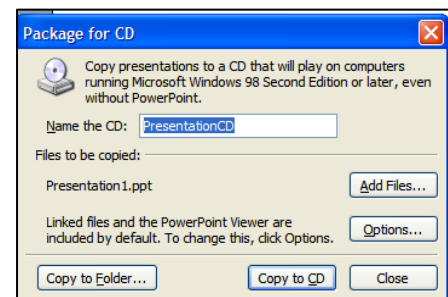 Package for CD
Copy presentations to a CD that will play on computers
running Microsoft Windows 98 Second Edition or later, even
without PowerPoint.
Name the CD: PresentationCD
Files to be copied:
Presentation1.ppt Add Files...
Linked files and the PowerPoint Viewer are
included by default. To change this, click Options. Options...
Copy to Folder... Copy to CD Close